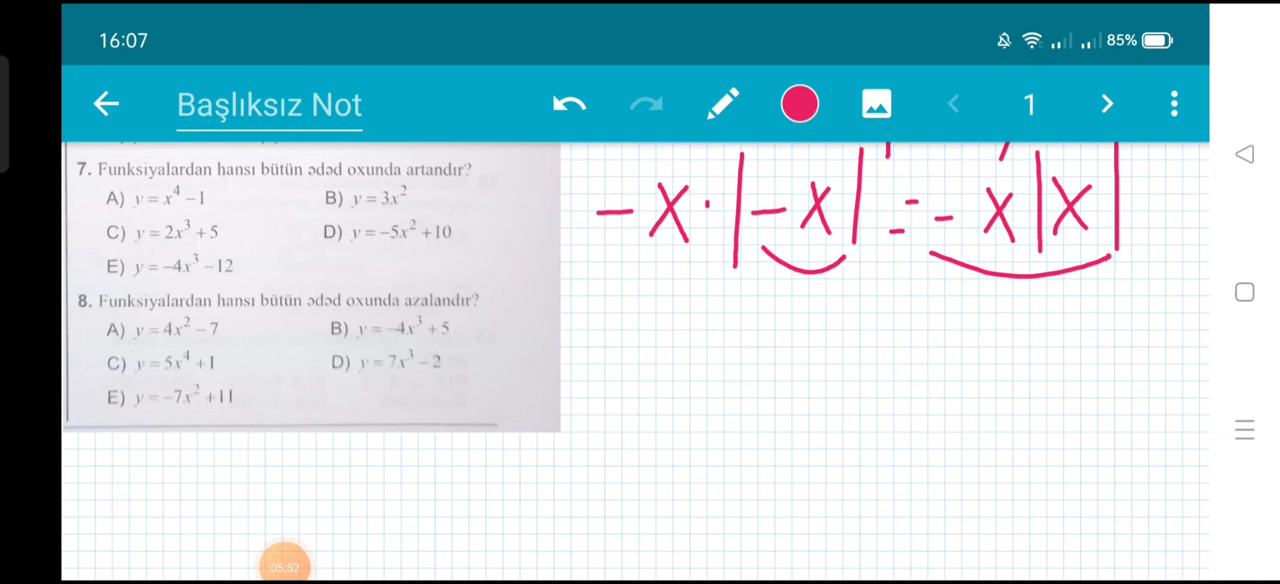 16:07
85%
Başlıksız Not
1
7. Funksiyalardan hansı bütün ədəd oxunda artandır?
A) y = x⁴ − 1
B) y = 3x²
C) y = 2x³ + 5
D) y = −5x² + 10
E) y = −4x³ − 12
8. Funksiyalardan hansı bütün ədəd oxunda azalandır?
A) y = 4x² − 7
B) y = −4x³ + 5
C) y = 5x⁴ + 1
D) y = 7x³ − 2
E) y = −7x² + 11
− x · |− x| = − x|x|
05:52